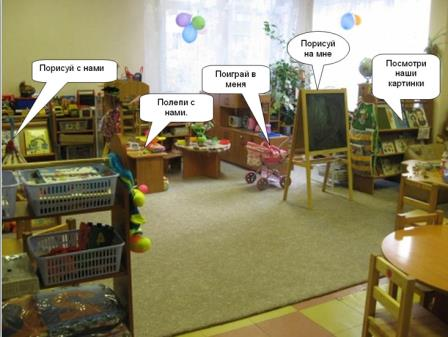 Порисуй с нами
Полепи с
нами.
Поиграй в
меня
Порисуй
на мне
Посмотри
наши
картинки